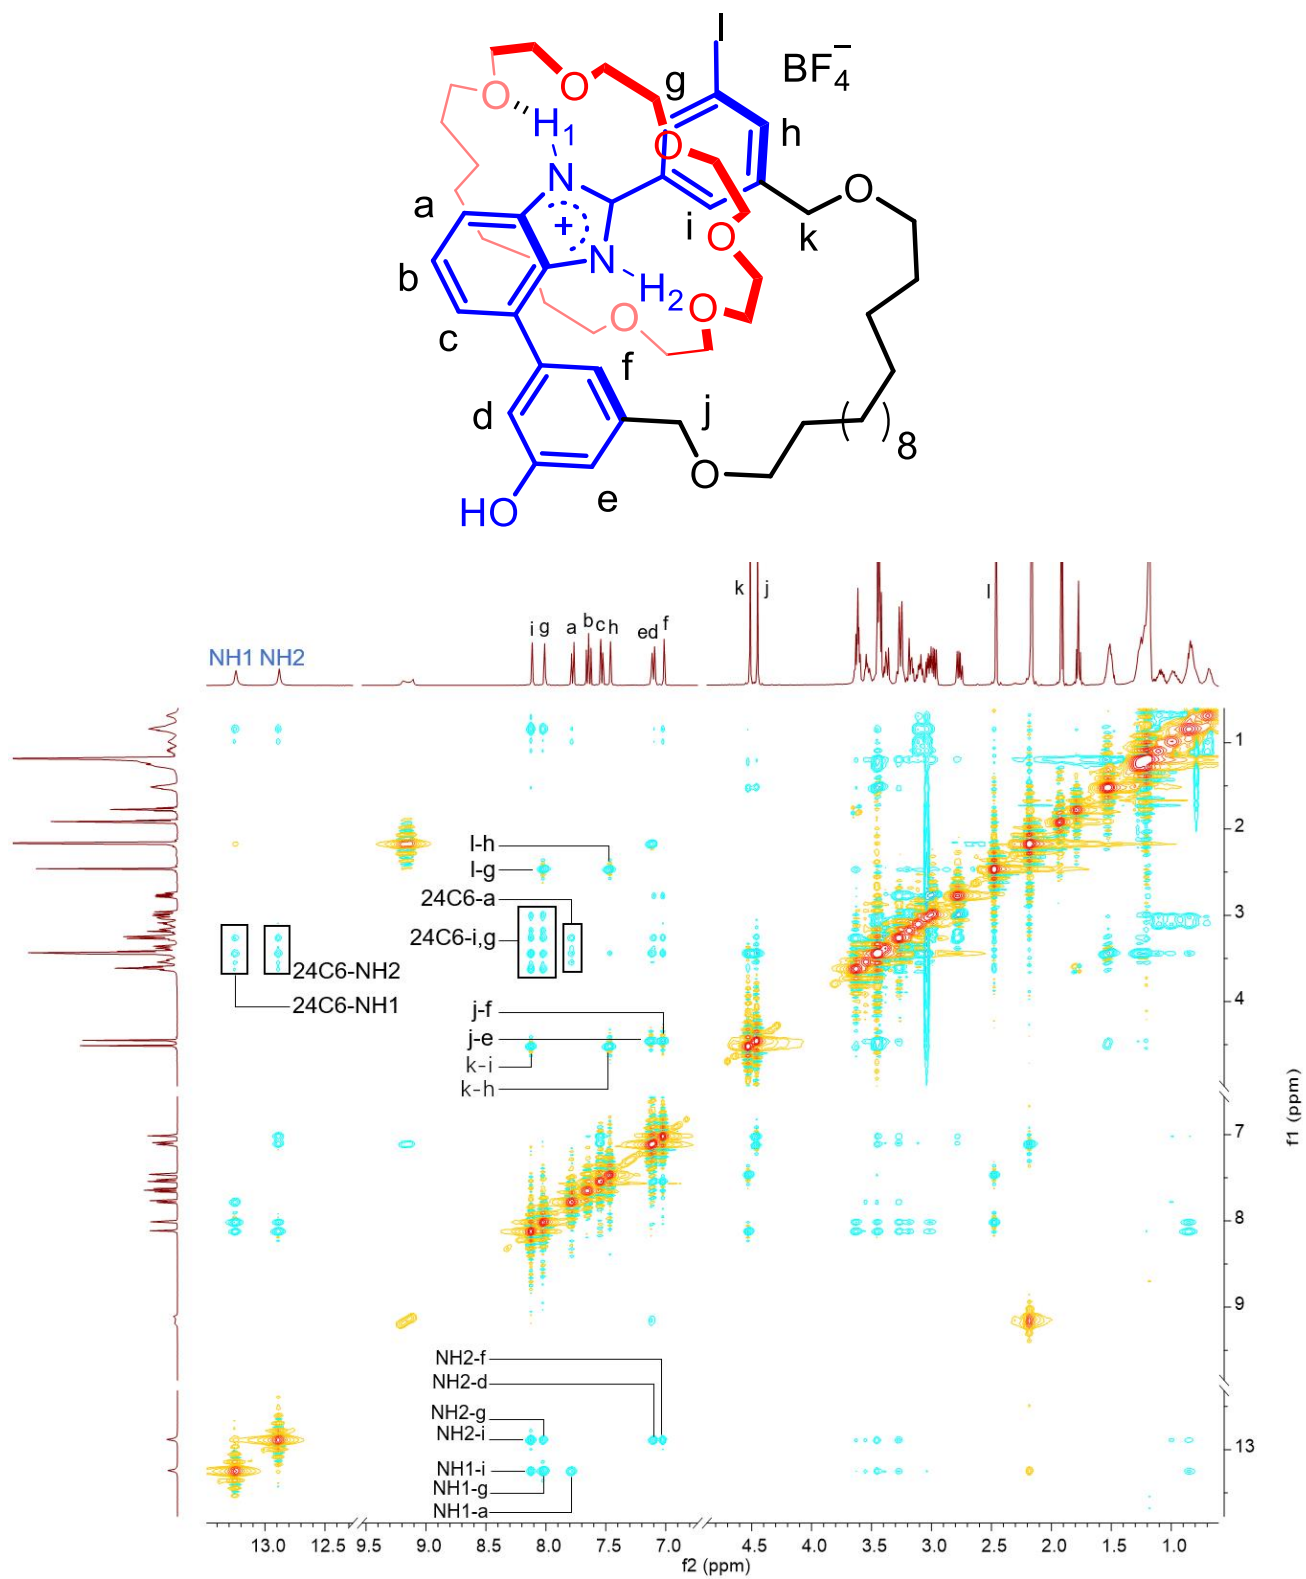 I
BF4−
g
O
O
H1
h
O
N
O
a
i
k
+
O
b
N
H2
O
O
c
f
d
j
( )8
O
e
HO
k
j
l
i g a b c h e d f
NH1 NH2
1
l-h
2
l-g
24C6-a
3
24C6-i,g
24C6-NH2
24C6-NH1
4
j-f
j-e
k-i
k-h
f1 (ppm)
7
8
9
NH2-f
NH2-d
NH2-g
NH2-i
13
NH1-i
NH1-g
NH1-a
13.0 12.5 9.5 9.0 8.5 8.0 7.5 7.0 4.5 4.0 3.5 3.0 2.5 2.0 1.5 1.0
f2 (ppm)